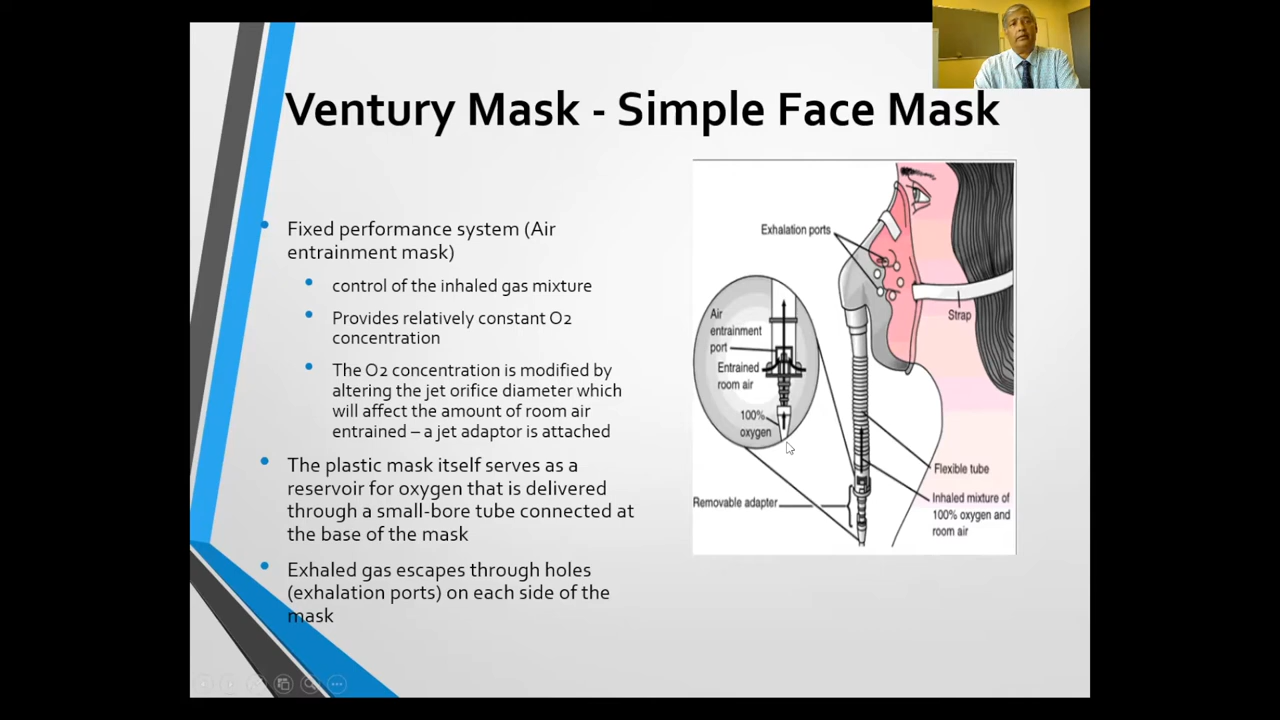 Ventury Mask - Simple Face Mask
Fixed performance system (Air
entrainment mask)
control of the inhaled gas mixture
Provides relatively constant O2
concentration
The O2 concentration is modified by
altering the jet orifice diameter which
will affect the amount of room air
entrained – a jet adaptor is attached
The plastic mask itself serves as a
reservoir for oxygen that is delivered
through a small-bore tube connected at
the base of the mask
Exhaled gas escapes through holes
(exhalation ports) on each side of the
mask
Exhalation ports
Strap
Air
entrainment
port
Entrained
room air
100%
oxygen
Flexible tube
Removable adapter
Inhaled mixture of
100% oxygen and
room air